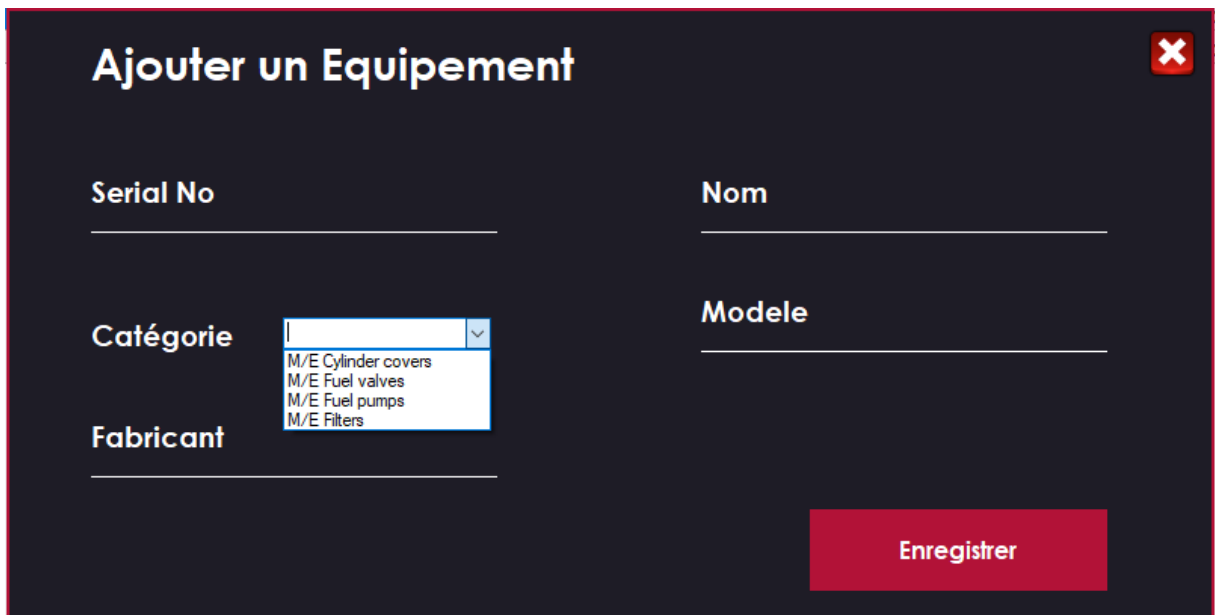 Ajouter un Equipement
Serial No
Nom
Catégorie
M/E Cylinder covers
M/E Fuel valves
M/E Fuel pumps
M/E Filters
Modele
Fabricant
Enregistrer